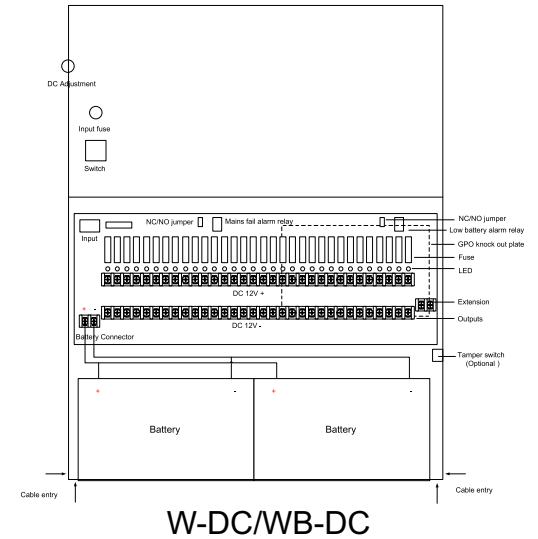 DC Adjustment
Input fuse
Switch
NC/NO jumper
Mains fail alarm relay
NC/NO jumper
Input
Low battery alarm relay
GPO knock out plate
Fuse
LED
DC 12V +
Extension
+ -
DC 12V -
Outputs
Battery Connector
Tamper switch
(Optional )
+ - + -
Battery
Battery
Cable entry
Cable entry
W-DC/WB-DC